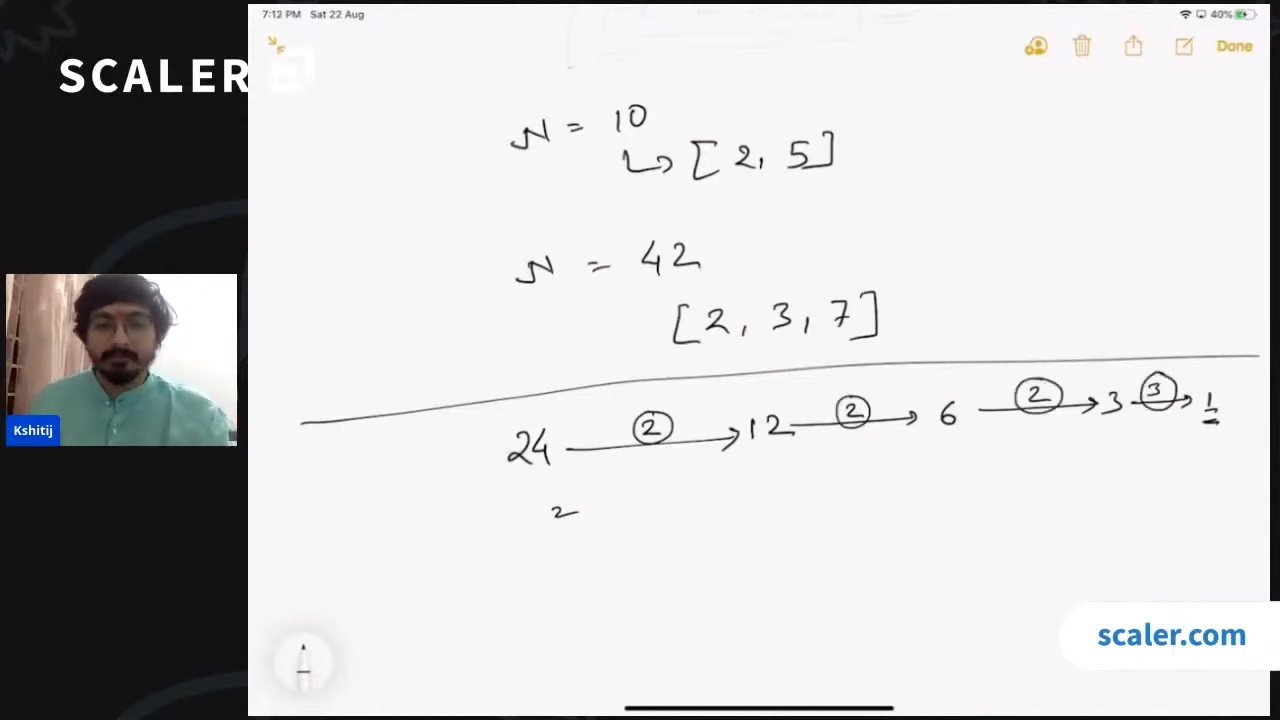 7:12 PM Sat 22 Aug
40%
SCALER
Done
N = 10
[2, 5]
N = 42
[2, 3, 7]
24 2 12 2 6 2 3 3 1
2
Kshitij
scaler.com